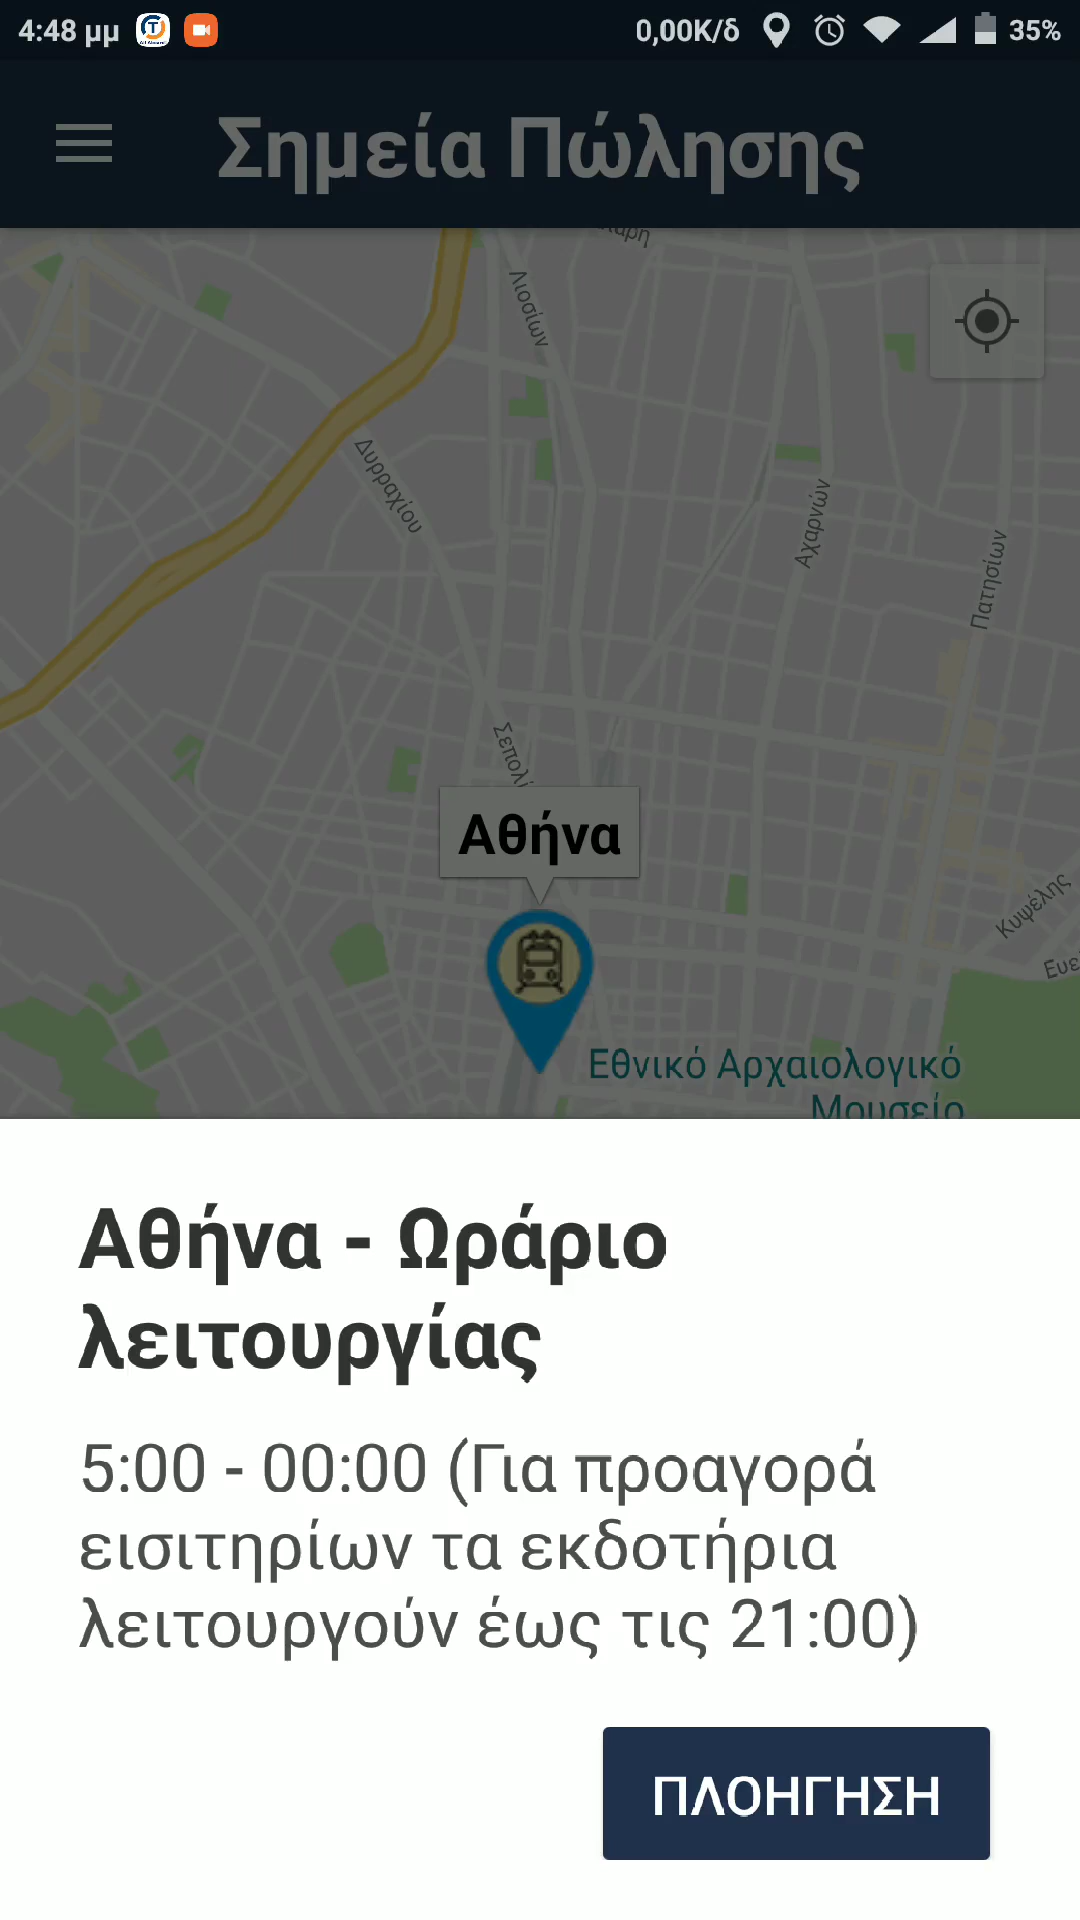 4:48 μμ
0,00K/δ
35%
Σημεία Πώλησης
Λιοσίων
Δυρραχίου
Αχαρνών
Πατησίων
Αθήνα
Κυψέλης
Εθνικό Αρχαιολογικό
Μουσείο
Αθήνα - Ωράριο
λειτουργίας
5:00 - 00:00 (Για προαγορά
εισιτηρίων τα εκδοτήρια
λειτουργούν έως τις 21:00)
ΠΛΟΗΓΗΣΗ